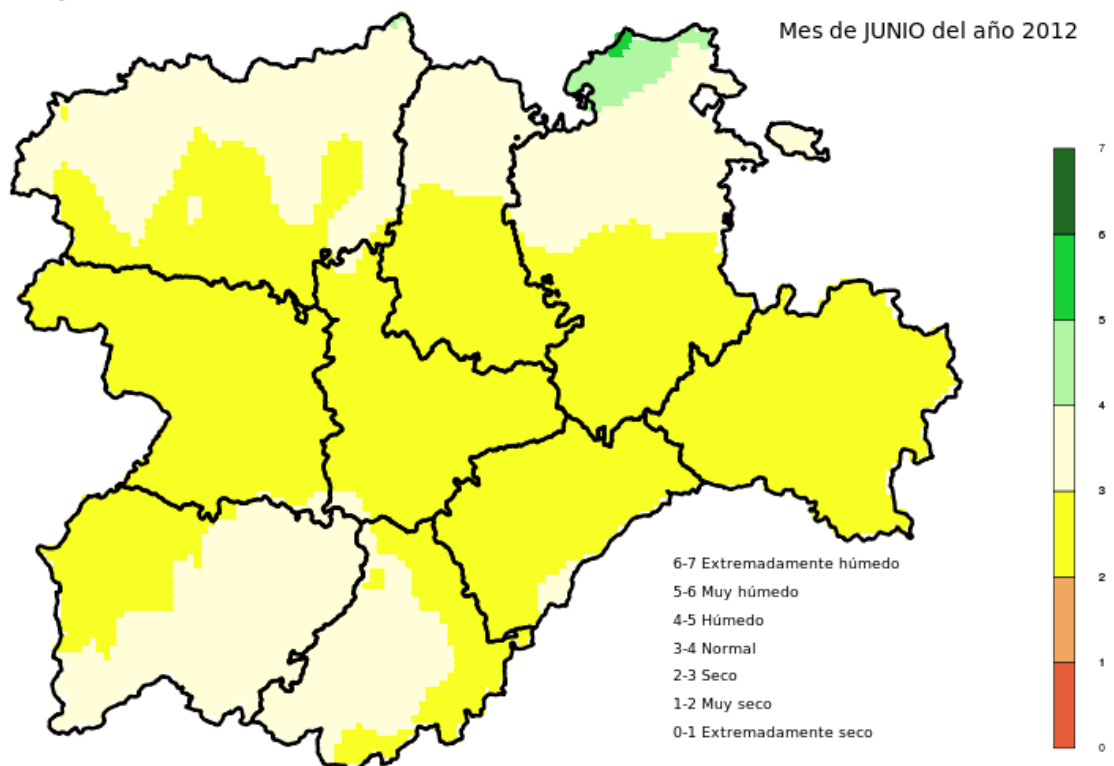 Mes de JUNIO del año 2012
7
6
5
4
3
2
1
0
6-7 Extremadamente húmedo
5-6 Muy húmedo
4-5 Húmedo
3-4 Normal
2-3 Seco
1-2 Muy seco
0-1 Extremadamente seco